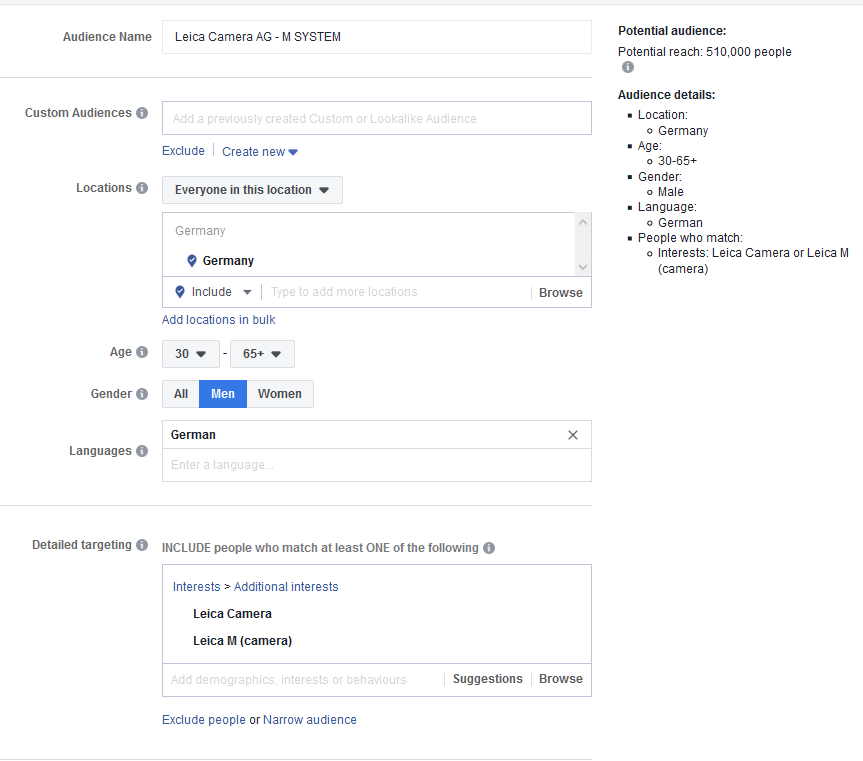 Audience Name
Leica Camera AG - M SYSTEM
Custom Audiences
Add a previously created Custom or Lookalike Audience
Exclude
Create new
Locations
Everyone in this location
Germany
Germany
Include
Type to add more locations
Browse
Add locations in bulk
Age
30 - 65+
Gender
All
Men
Women
Languages
German
Enter a language...
Detailed targeting
INCLUDE people who match at least ONE of the following
Interests > Additional interests
Leica Camera
Leica M (camera)
Add demographics, interests or behaviours
Suggestions
Browse
Exclude people or Narrow audience
Potential audience:
Potential reach: 510,000 people
Audience details:
Location:
Germany
Age:
30-65+
Gender:
Male
Language:
German
People who match:
Interests: Leica Camera or Leica M
(camera)